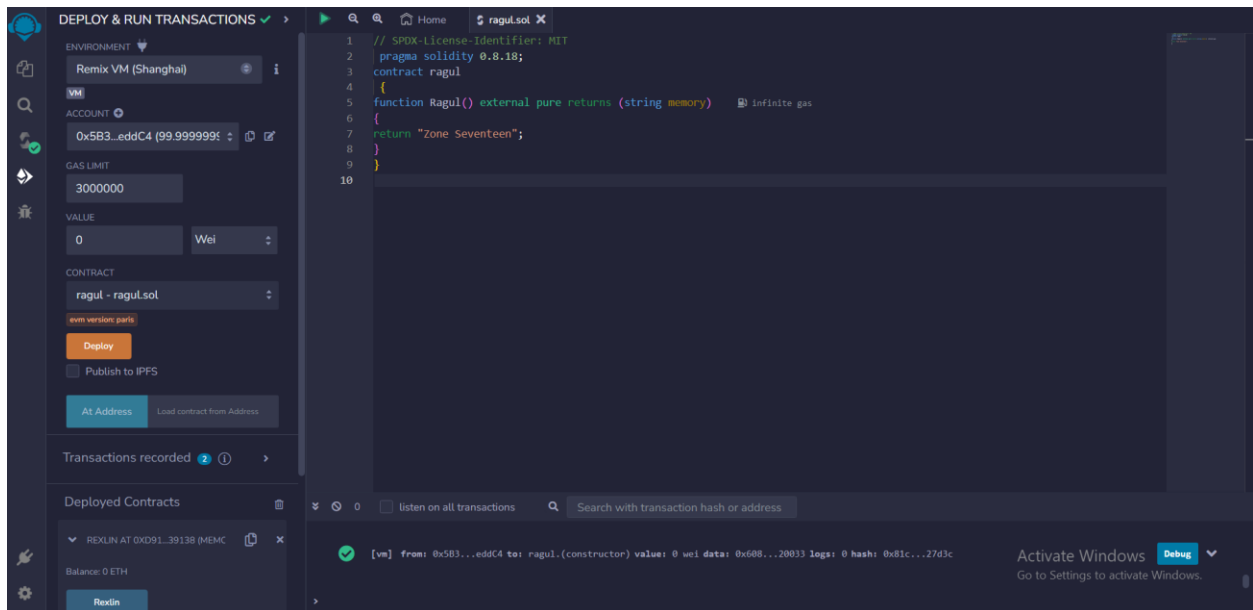 DEPLOY & RUN TRANSACTIONS
ENVIRONMENT
Remix VM (Shanghai)
VM
ACCOUNT
0x5B3...eddC4 (99.9999999
GAS LIMIT
3000000
VALUE
0 Wei
CONTRACT
ragul - ragul.sol
evm version: paris
Deploy
Publish to IPFS
At Address Load contract from Address
Transactions recorded 2 i
Deployed Contracts
REXLIN AT 0XD91...39138 (MEMC
Balance: 0 ETH
Rexlin
Home ragul.sol
1 // SPDX-License-Identifier: MIT
2 pragma solidity 0.8.18;
3 contract ragul
4 {
5 function Ragul() external pure returns (string memory) infinite gas
6 {
7 return "Zone Seventeen";
8 }
9 }
10
0 listen on all transactions Search with transaction hash or address
[vm] from: 0x5B3...eddC4 to: ragul.(constructor) value: 0 wei data: 0x608...20033 logs: 0 hash: 0x81c...27d3c Debug
Activate Windows
Go to Settings to activate Windows.
>